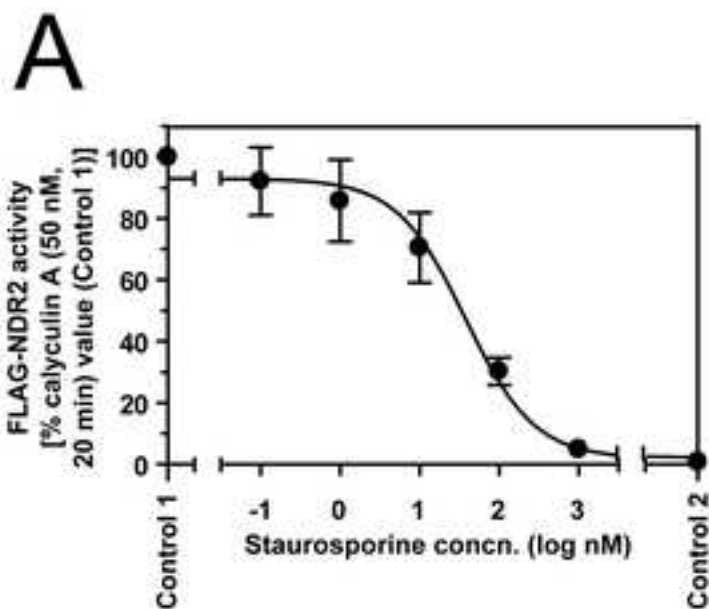 A
FLAG-NDR2 activity
[% calyculin A (50 nM,
20 min) value (Control 1)]
100
80
60
40
20
0
Control 1
-1
0
1
2
3
Control 2
Staurosporine concn. (log nM)